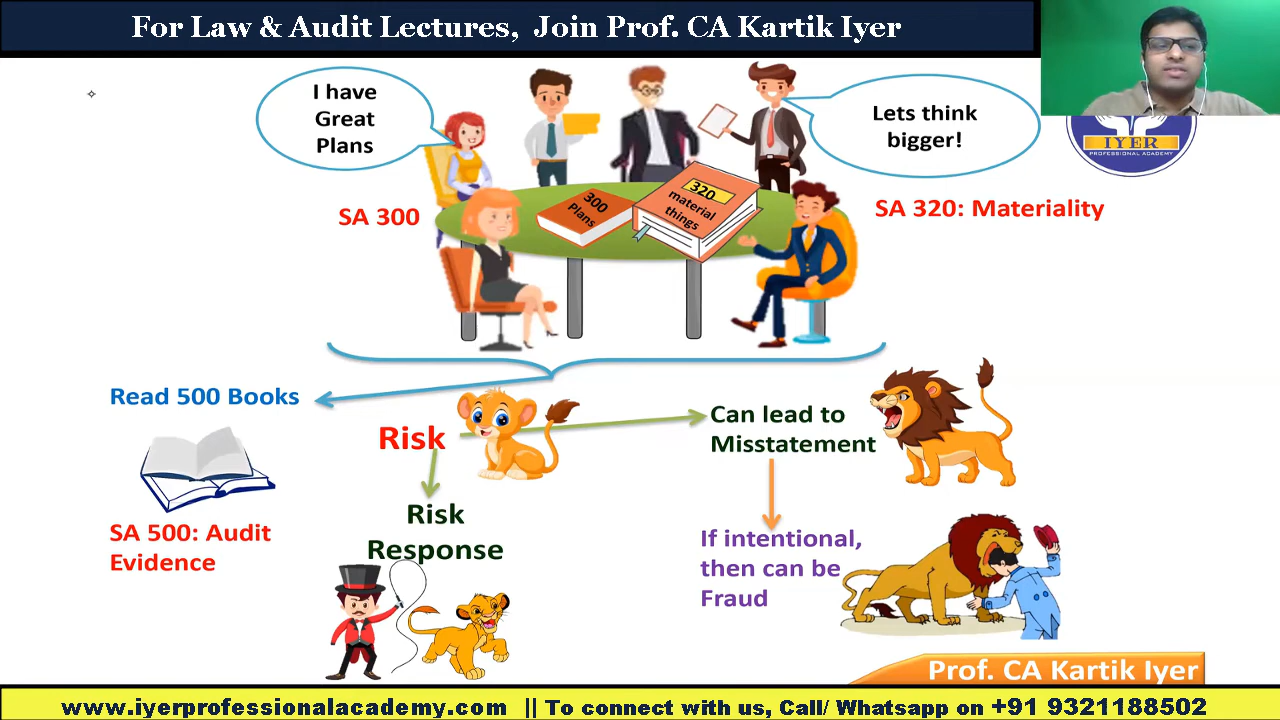 For Law & Audit Lectures, Join Prof. CA Kartik Iyer
I have
Great
Plans
Lets think
bigger!
IYER
PROFESSIONAL ACADEMY
SA 300
300
Plans
320
material
things
SA 320: Materiality
Read 500 Books
Risk
Can lead to
Misstatement
SA 500: Audit
Evidence
Risk
Response
If intentional,
then can be
Fraud
Prof. CA Kartik Iyer
www.iyerprofessionalacademy.com || To connect with us, Call/ Whatsapp on +91 9321188502